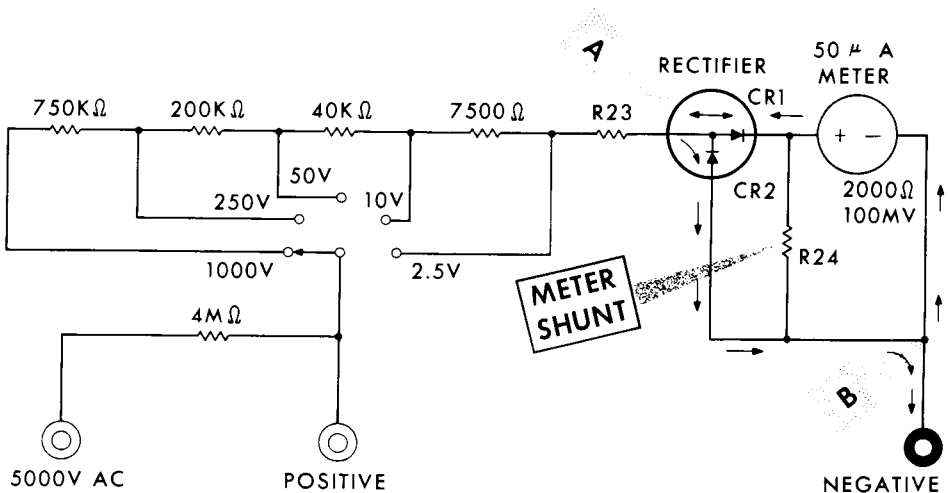 A
50 μ A
METER
RECTIFIER
CR1
750KΩ
200KΩ
40KΩ
7500Ω
R23
+ −
50V
10V
CR2
2000Ω
100MV
250V
1000V
2.5V
R24
METER
SHUNT
4MΩ
B
5000V AC
POSITIVE
NEGATIVE